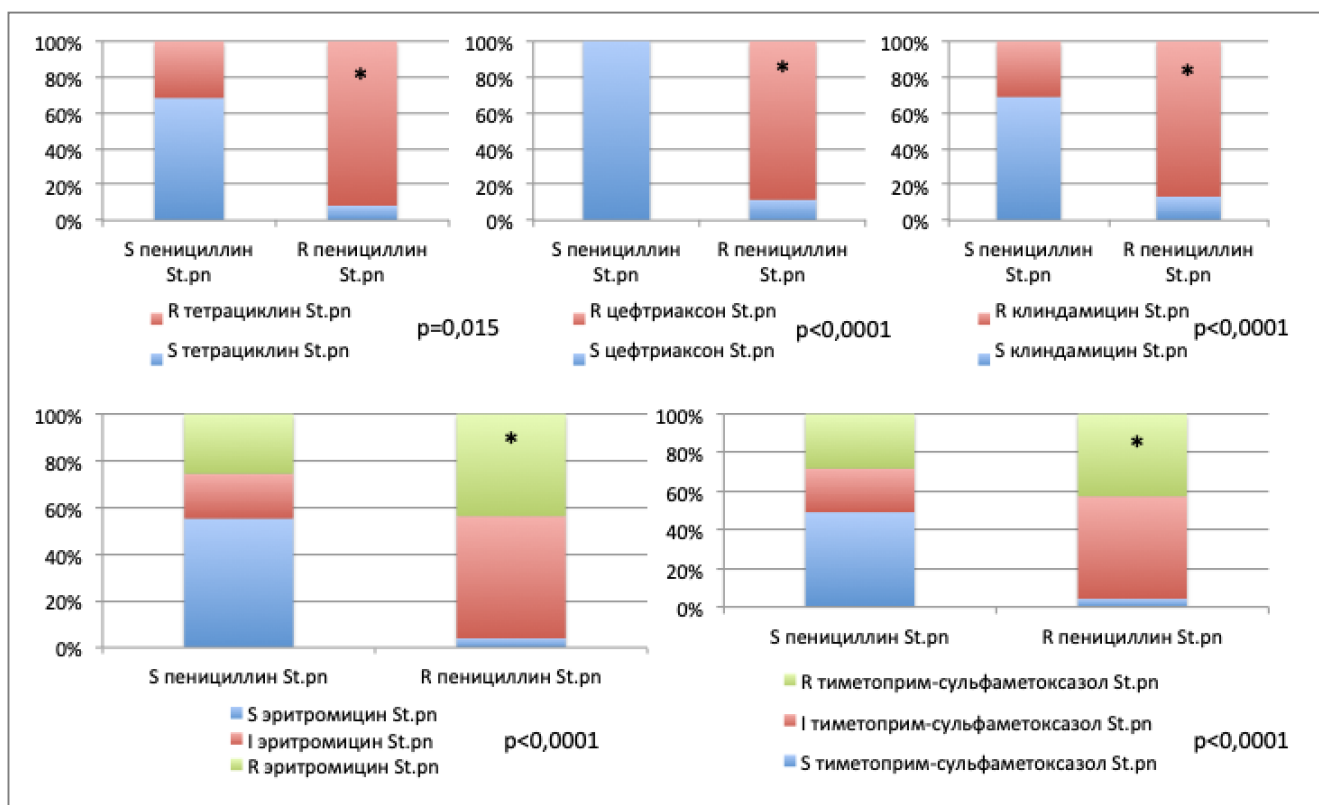 100%
80%
60%
40%
20%
0%
*
S пенициллин St.pn
R пенициллин St.pn
R тетрациклин St.pn
S тетрациклин St.pn
p=0,015
100%
80%
60%
40%
20%
0%
*
S пенициллин St.pn
R пенициллин St.pn
R цефтриаксон St.pn
S цефтриаксон St.pn
p<0,0001
100%
80%
60%
40%
20%
0%
*
S пенициллин St.pn
R пенициллин St.pn
R клиндамицин St.pn
S клиндамицин St.pn
p<0,0001
100%
80%
60%
40%
20%
0%
*
S пенициллин St.pn
R пенициллин St.pn
S эритромицин St.pn
I эритромицин St.pn
R эритромицин St.pn
p<0,0001
100%
80%
60%
40%
20%
0%
*
S пенициллин St.pn
R пенициллин St.pn
R тиметоприм-сульфаметоксазол St.pn
I тиметоприм-сульфаметоксазол St.pn
S тиметоприм-сульфаметоксазол St.pn
p<0,0001